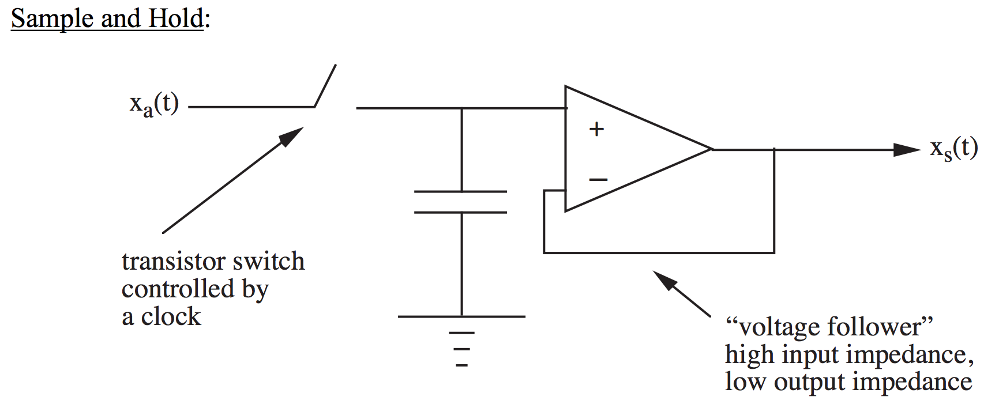 Sample and Hold:
xₐ(t)
+
−
xₛ(t)
transistor switch
controlled by
a clock
“voltage follower”
high input impedance,
low output impedance